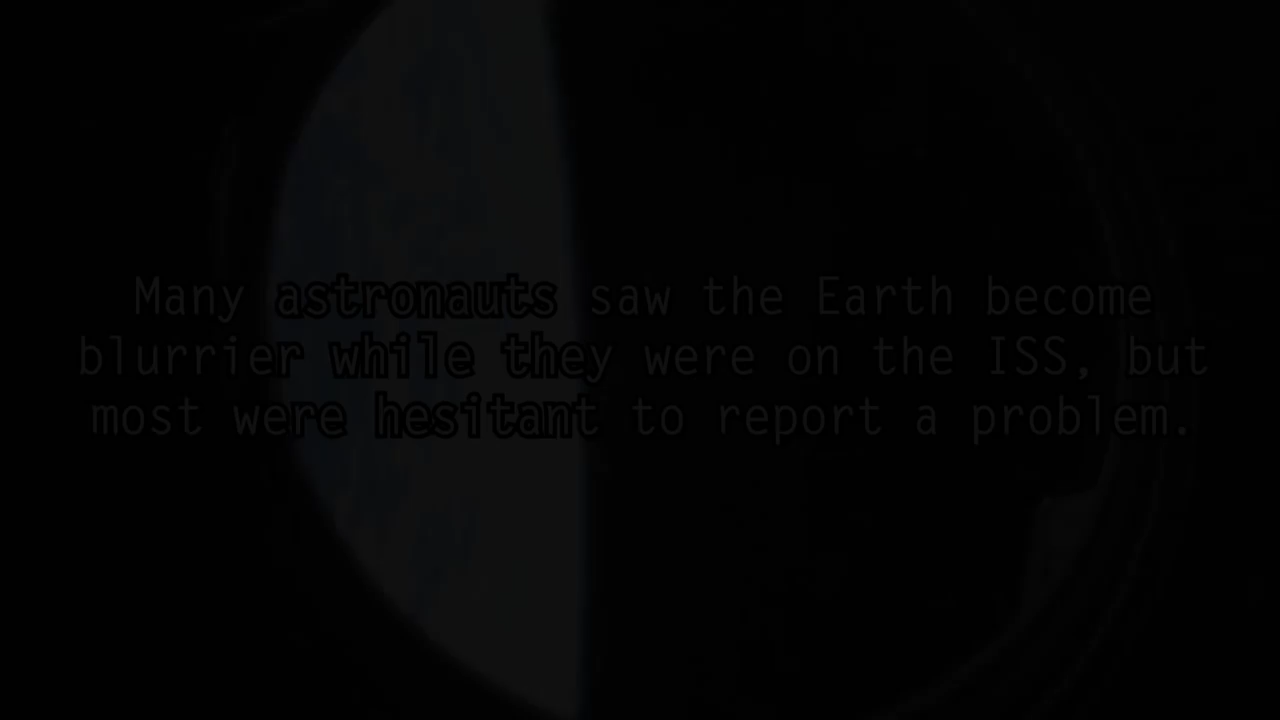 Many astronauts saw the Earth become
blurrier while they were on the ISS, but
most were hesitant to report a problem.